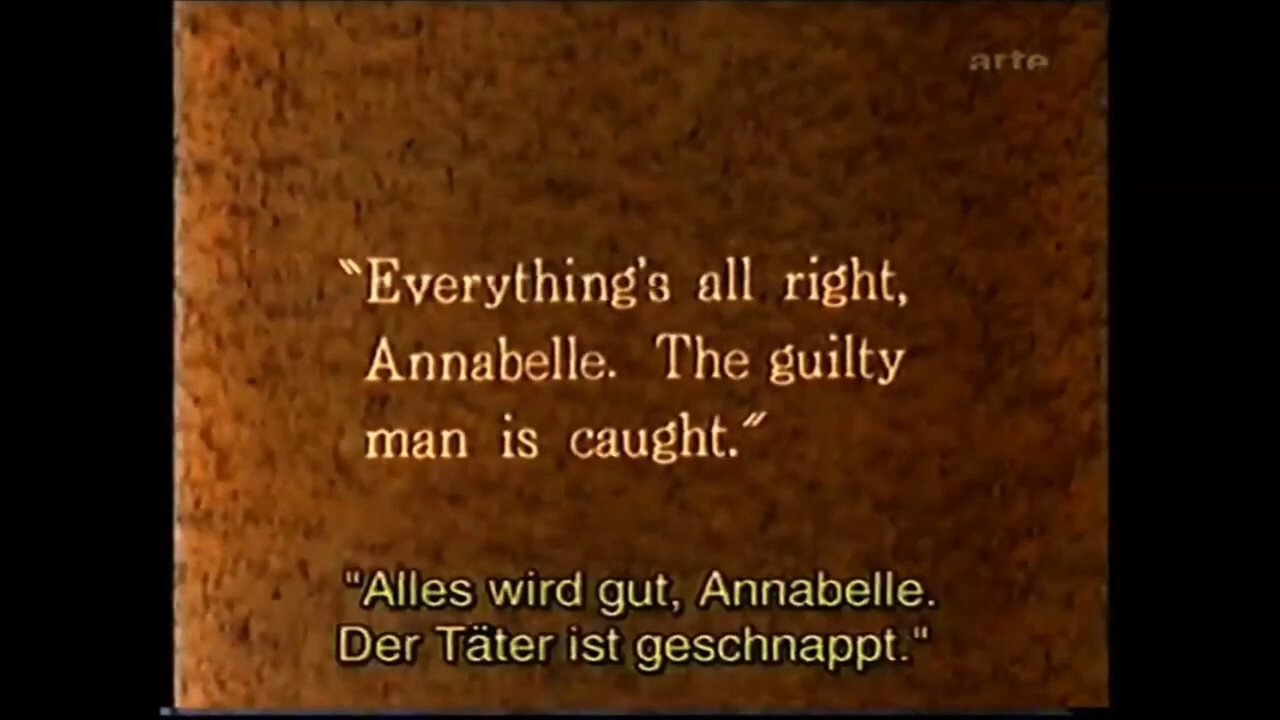 arte
"Everything's all right,
Annabelle. The guilty
man is caught."
"Alles wird gut, Annabelle.
Der Täter ist geschnappt."